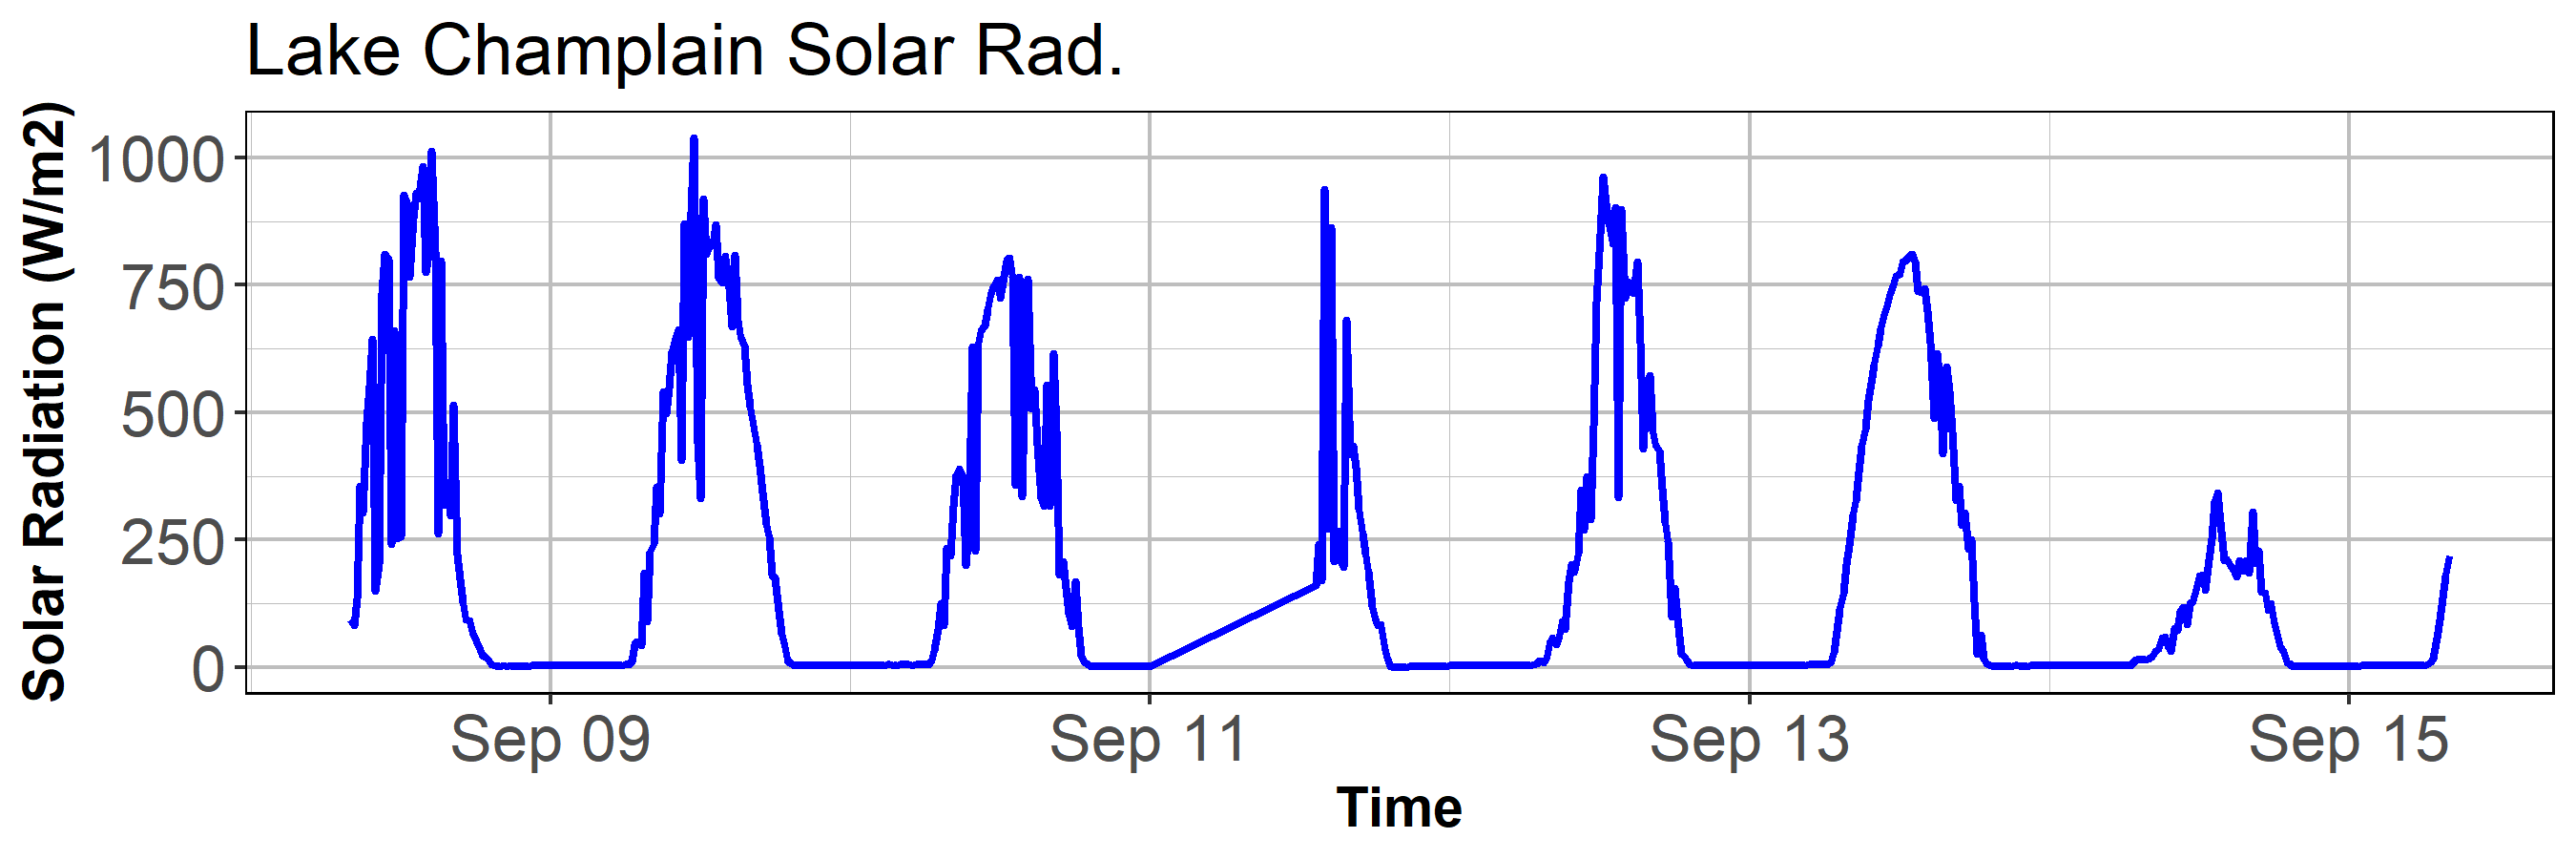 Lake Champlain Solar Rad.
Solar Radiation (W/m2)
1000
750
500
250
0
Sep 09 Sep 11 Sep 13 Sep 15
Time